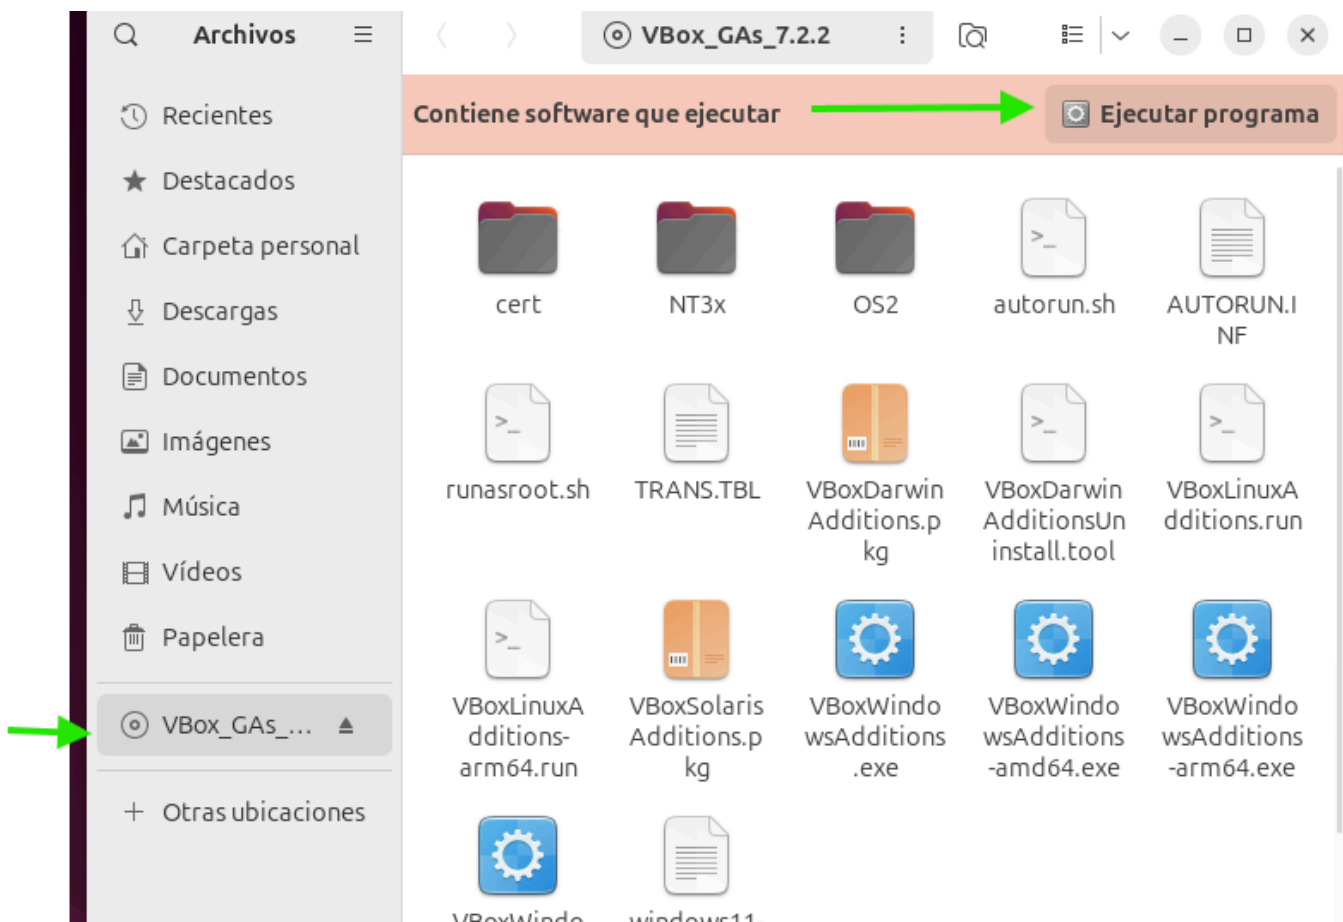 Archivos
VBox_GAs_7.2.2
Recientes
Destacados
Carpeta personal
Descargas
Documentos
Imágenes
Música
Vídeos
Papelera
VBox_GAs_...
Otras ubicaciones
Contiene software que ejecutar
Ejecutar programa
cert
NT3x
OS2
autorun.sh
AUTORUN.I
NF
runasroot.sh
TRANS.TBL
VBoxDarwin
Additions.p
kg
VBoxDarwin
AdditionsUn
install.tool
VBoxLinuxA
dditions.run
VBoxLinuxA
dditions-
arm64.run
VBoxSolaris
Additions.p
kg
VBoxWindo
wsAdditions
.exe
VBoxWindo
wsAdditions
-amd64.exe
VBoxWindo
wsAdditions
-arm64.exe
VBoxWindo
windows11-